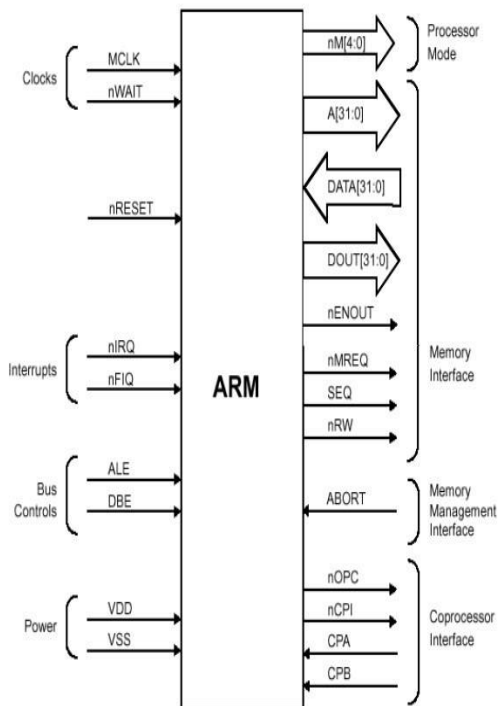 Clocks
MCLK
nWAIT
nRESET
Interrupts
nIRQ
nFIQ
Bus
Controls
ALE
DBE
Power
VDD
VSS
ARM
nM[4:0]
Processor
Mode
A[31:0]
DATA[31:0]
DOUT[31:0]
nENOUT
nMREQ
SEQ
nRW
Memory
Interface
ABORT
Memory
Management
Interface
nOPC
nCPI
CPA
CPB
Coprocessor
Interface